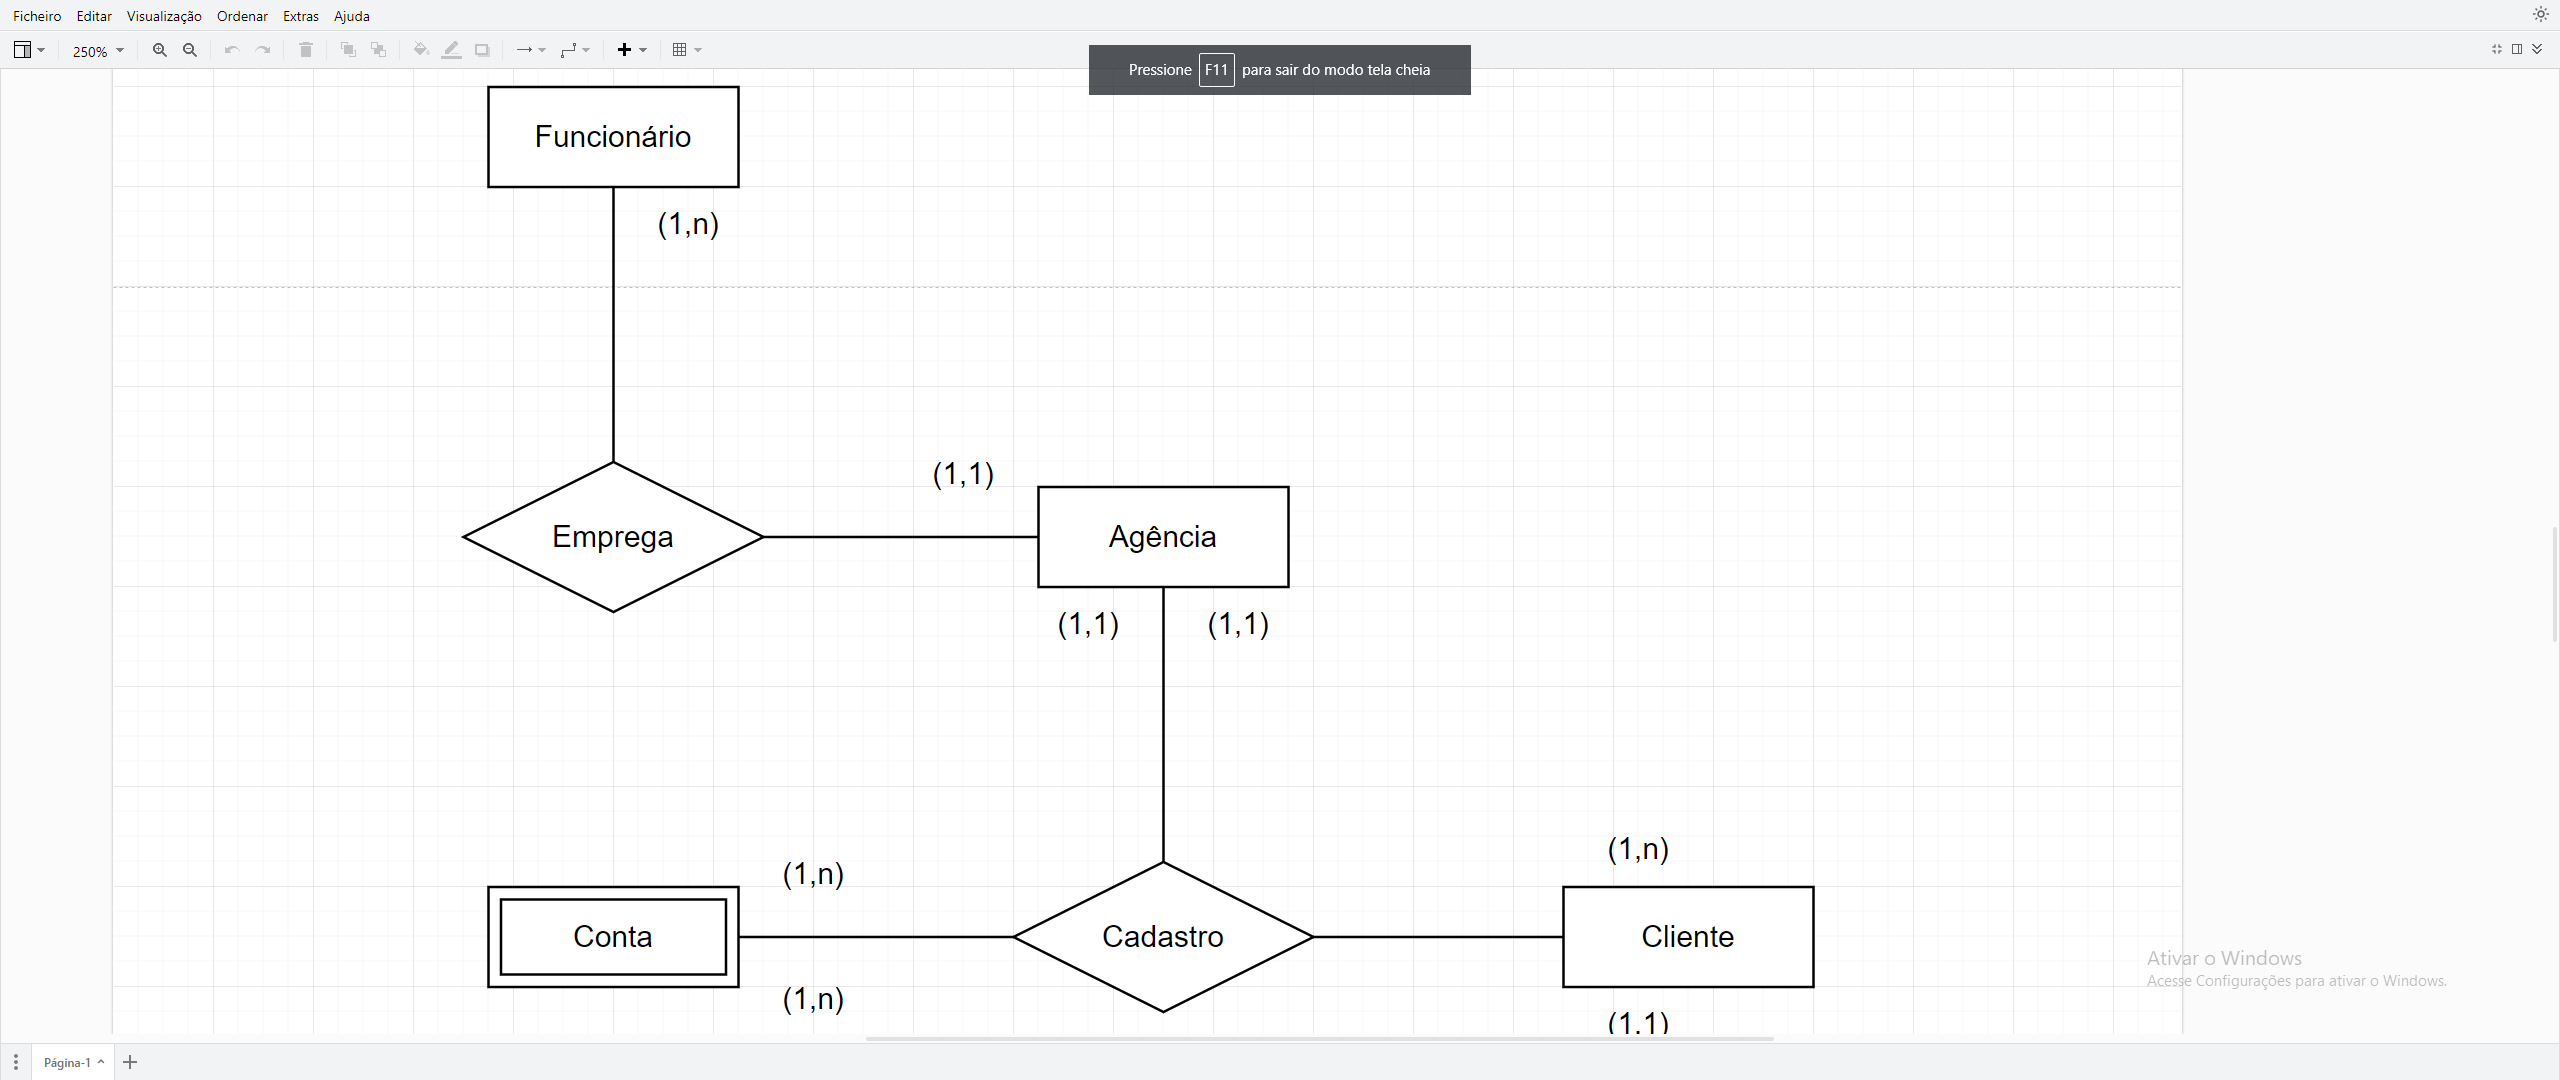 Ficheiro Editar Visualização Ordenar Extras Ajuda
250%
Pressione F11 para sair do modo tela cheia
Funcionário
(1,n)
(1,1)
Emprega
Agência
(1,1) (1,1)
(1,n)
(1,n)
Conta
Cadastro
Cliente
(1,n)
(1,1)
Ativar o Windows
Acesse Configurações para ativar o Windows.
Página-1